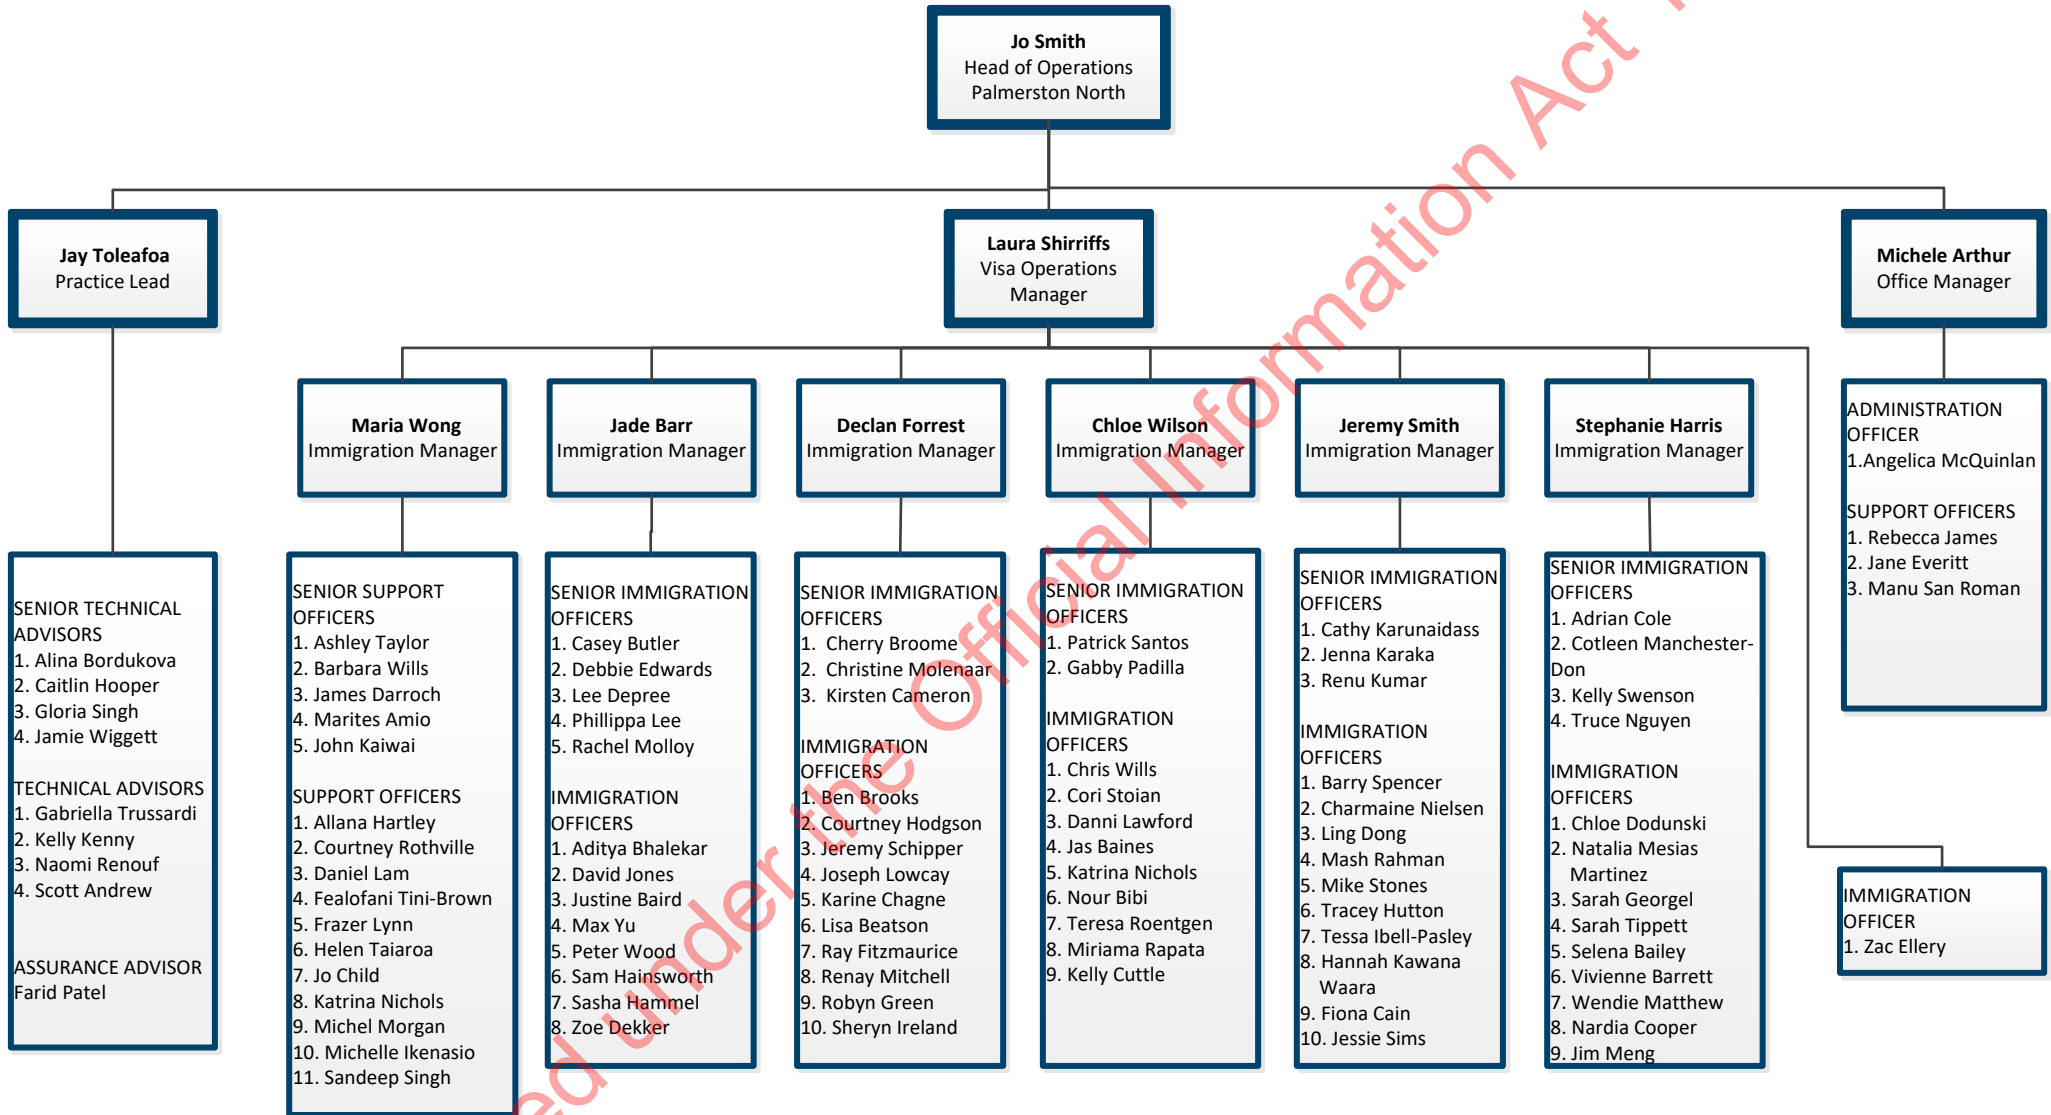 Jo Smith
Head of Operations
Palmerston North
Jay Toleafoa
Practice Lead
Laura Shirriffs
Visa Operations
Manager
Michele Arthur
Office Manager
Maria Wong
Immigration Manager
Jade Barr
Immigration Manager
Declan Forrest
Immigration Manager
Chloe Wilson
Immigration Manager
Jeremy Smith
Immigration Manager
Stephanie Harris
Immigration Manager
ADMINISTRATION
OFFICER
1.Angelica McQuinlan
SUPPORT OFFICERS
1. Rebecca James
2. Jane Everitt
3. Manu San Roman
SENIOR TECHNICAL
ADVISORS
1. Alina Bordukova
2. Caitlin Hooper
3. Gloria Singh
4. Jamie Wiggett
TECHNICAL ADVISORS
1. Gabriella Trussardi
2. Kelly Kenny
3. Naomi Renouf
4. Scott Andrew
ASSURANCE ADVISOR
Farid Patel
SENIOR SUPPORT
OFFICERS
1. Ashley Taylor
2. Barbara Wills
3. James Darroch
4. Marites Amio
5. John Kaiwai
SUPPORT OFFICERS
1. Allana Hartley
2. Courtney Rothville
3. Daniel Lam
4. Fealofani Tini-Brown
5. Frazer Lynn
6. Helen Taiaroa
7. Jo Child
8. Katrina Nichols
9. Michel Morgan
10. Michelle Ikenasio
11. Sandeep Singh
SENIOR IMMIGRATION
OFFICERS
1. Casey Butler
2. Debbie Edwards
3. Lee Depree
4. Phillippa Lee
5. Rachel Molloy
IMMIGRATION
OFFICERS
1. Aditya Bhalekar
2. David Jones
3. Justine Baird
4. Max Yu
5. Peter Wood
6. Sam Hainsworth
7. Sasha Hammel
8. Zoe Dekker
SENIOR IMMIGRATION
OFFICERS
1. Cherry Broome
2. Christine Molenaar
3. Kirsten Cameron
IMMIGRATION
OFFICERS
1. Ben Brooks
2. Courtney Hodgson
3. Jeremy Schipper
4. Joseph Lowcay
5. Karine Chagne
6. Lisa Beatson
7. Ray Fitzmaurice
8. Renay Mitchell
9. Robyn Green
10. Sheryn Ireland
SENIOR IMMIGRATION
OFFICERS
1. Patrick Santos
2. Gabby Padilla
IMMIGRATION
OFFICERS
1. Chris Wills
2. Cori Stoian
3. Danni Lawford
4. Jas Baines
5. Katrina Nichols
6. Nour Bibi
7. Teresa Roentgen
8. Miriama Rapata
9. Kelly Cuttle
SENIOR IMMIGRATION
OFFICERS
1. Cathy Karunaidass
2. Jenna Karaka
3. Renu Kumar
IMMIGRATION
OFFICERS
1. Barry Spencer
2. Charmaine Nielsen
3. Ling Dong
4. Mash Rahman
5. Mike Stones
6. Tracey Hutton
7. Tessa Ibell-Pasley
8. Hannah Kawana
Waara
9. Fiona Cain
10. Jessie Sims
SENIOR IMMIGRATION
OFFICERS
1. Adrian Cole
2. Cotleen Manchester-
Don
3. Kelly Swenson
4. Truce Nguyen
IMMIGRATION
OFFICERS
1. Chloe Dodunski
2. Natalia Mesias
Martinez
3. Sarah Georgel
4. Sarah Tippett
5. Selena Bailey
6. Vivienne Barrett
7. Wendie Matthew
8. Nardia Cooper
9. Jim Meng
IMMIGRATION
OFFICER
1. Zac Ellery
under the Official Information Act